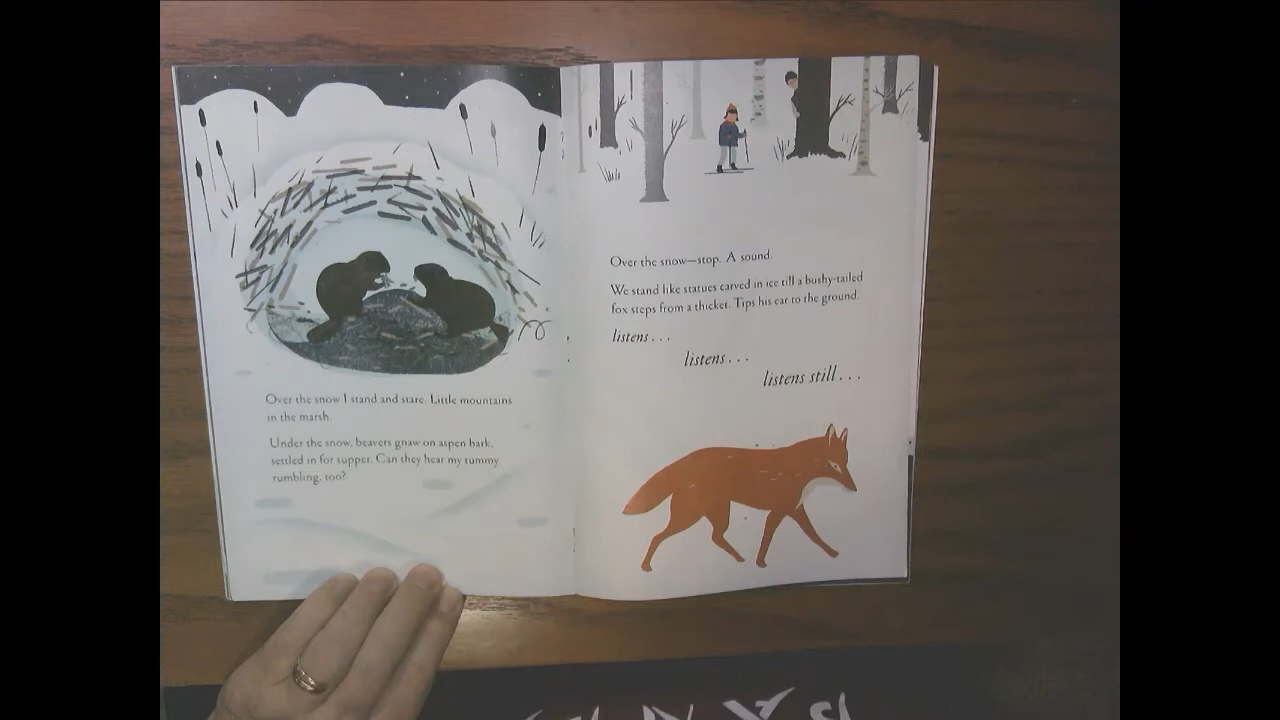 Over the snow I stand and stare. Little mountains
in the marsh.
Under the snow, beavers gnaw on aspen bark,
settled in for supper. Can they hear my tummy
rumbling, too?
Over the snow—stop. A sound.
We stand like statues carved in ice till a bushy-tailed
fox steps from a thicket. Tips his ear to the ground.
listens . . .
listens . . .
listens still . . .